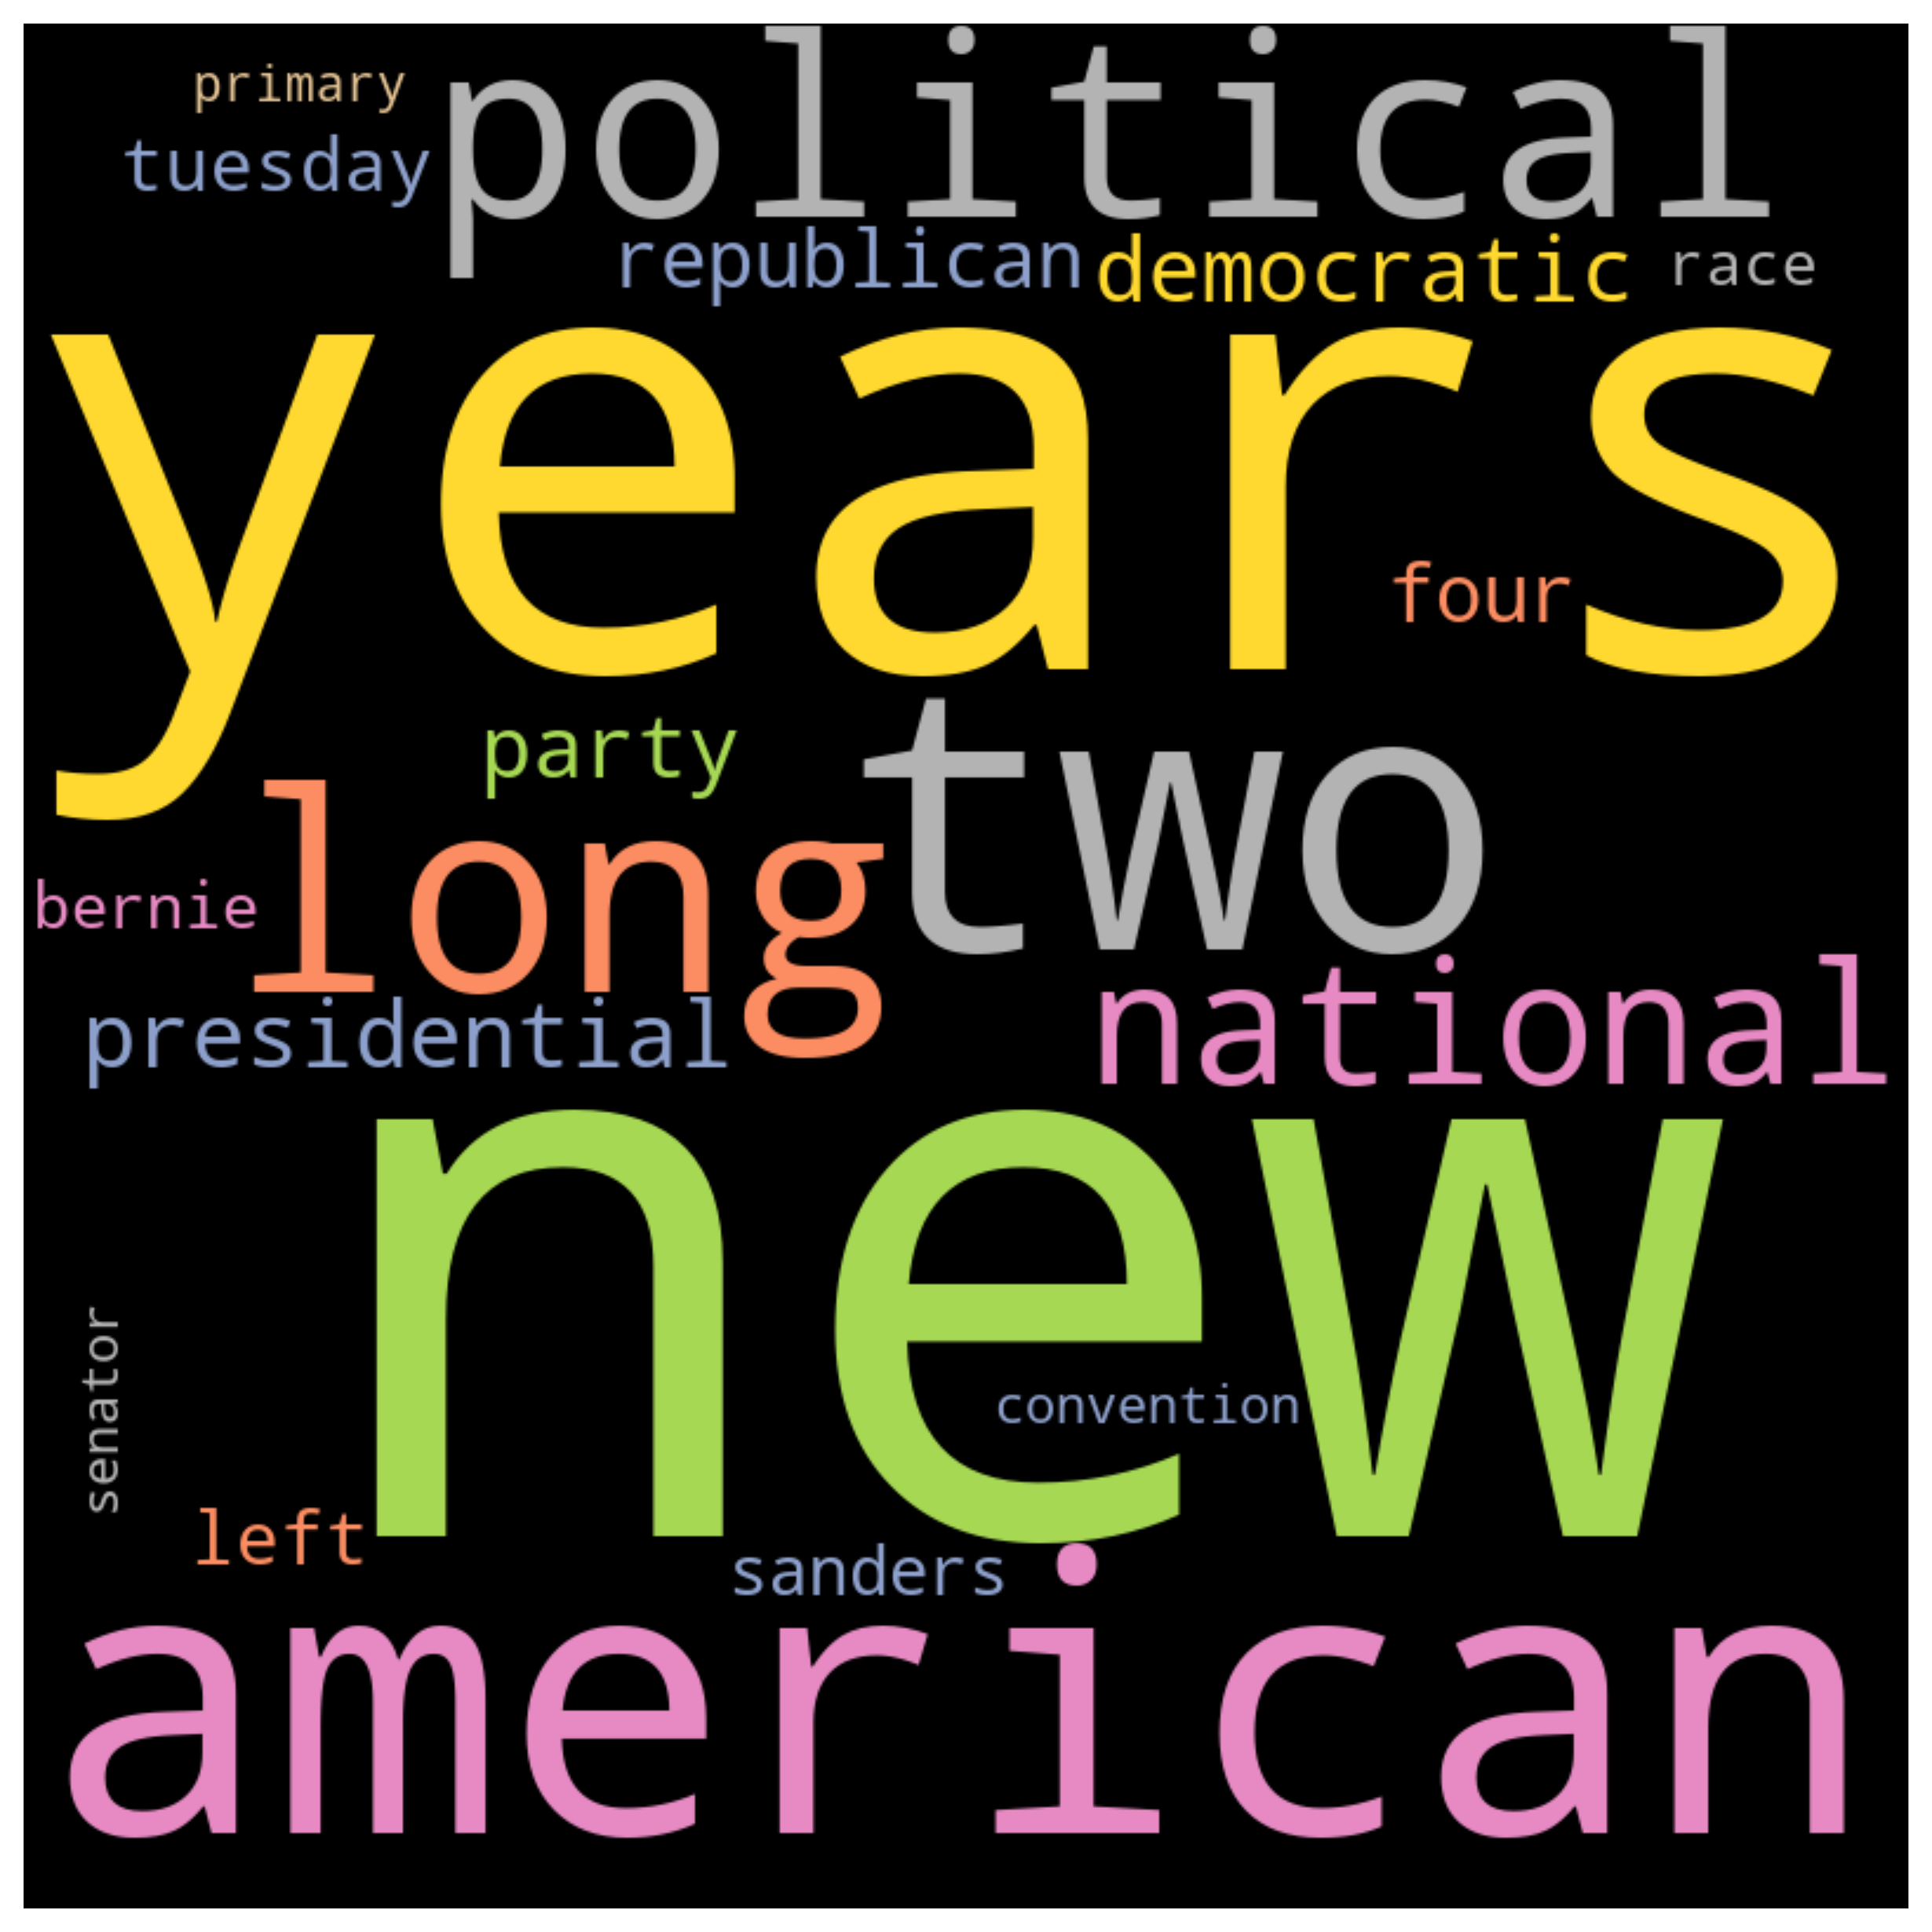 primary
political
tuesday
republican
democratic
race
years
four
party
two
long
bernie
national
presidential
new
convention
senator
left
sanders
american